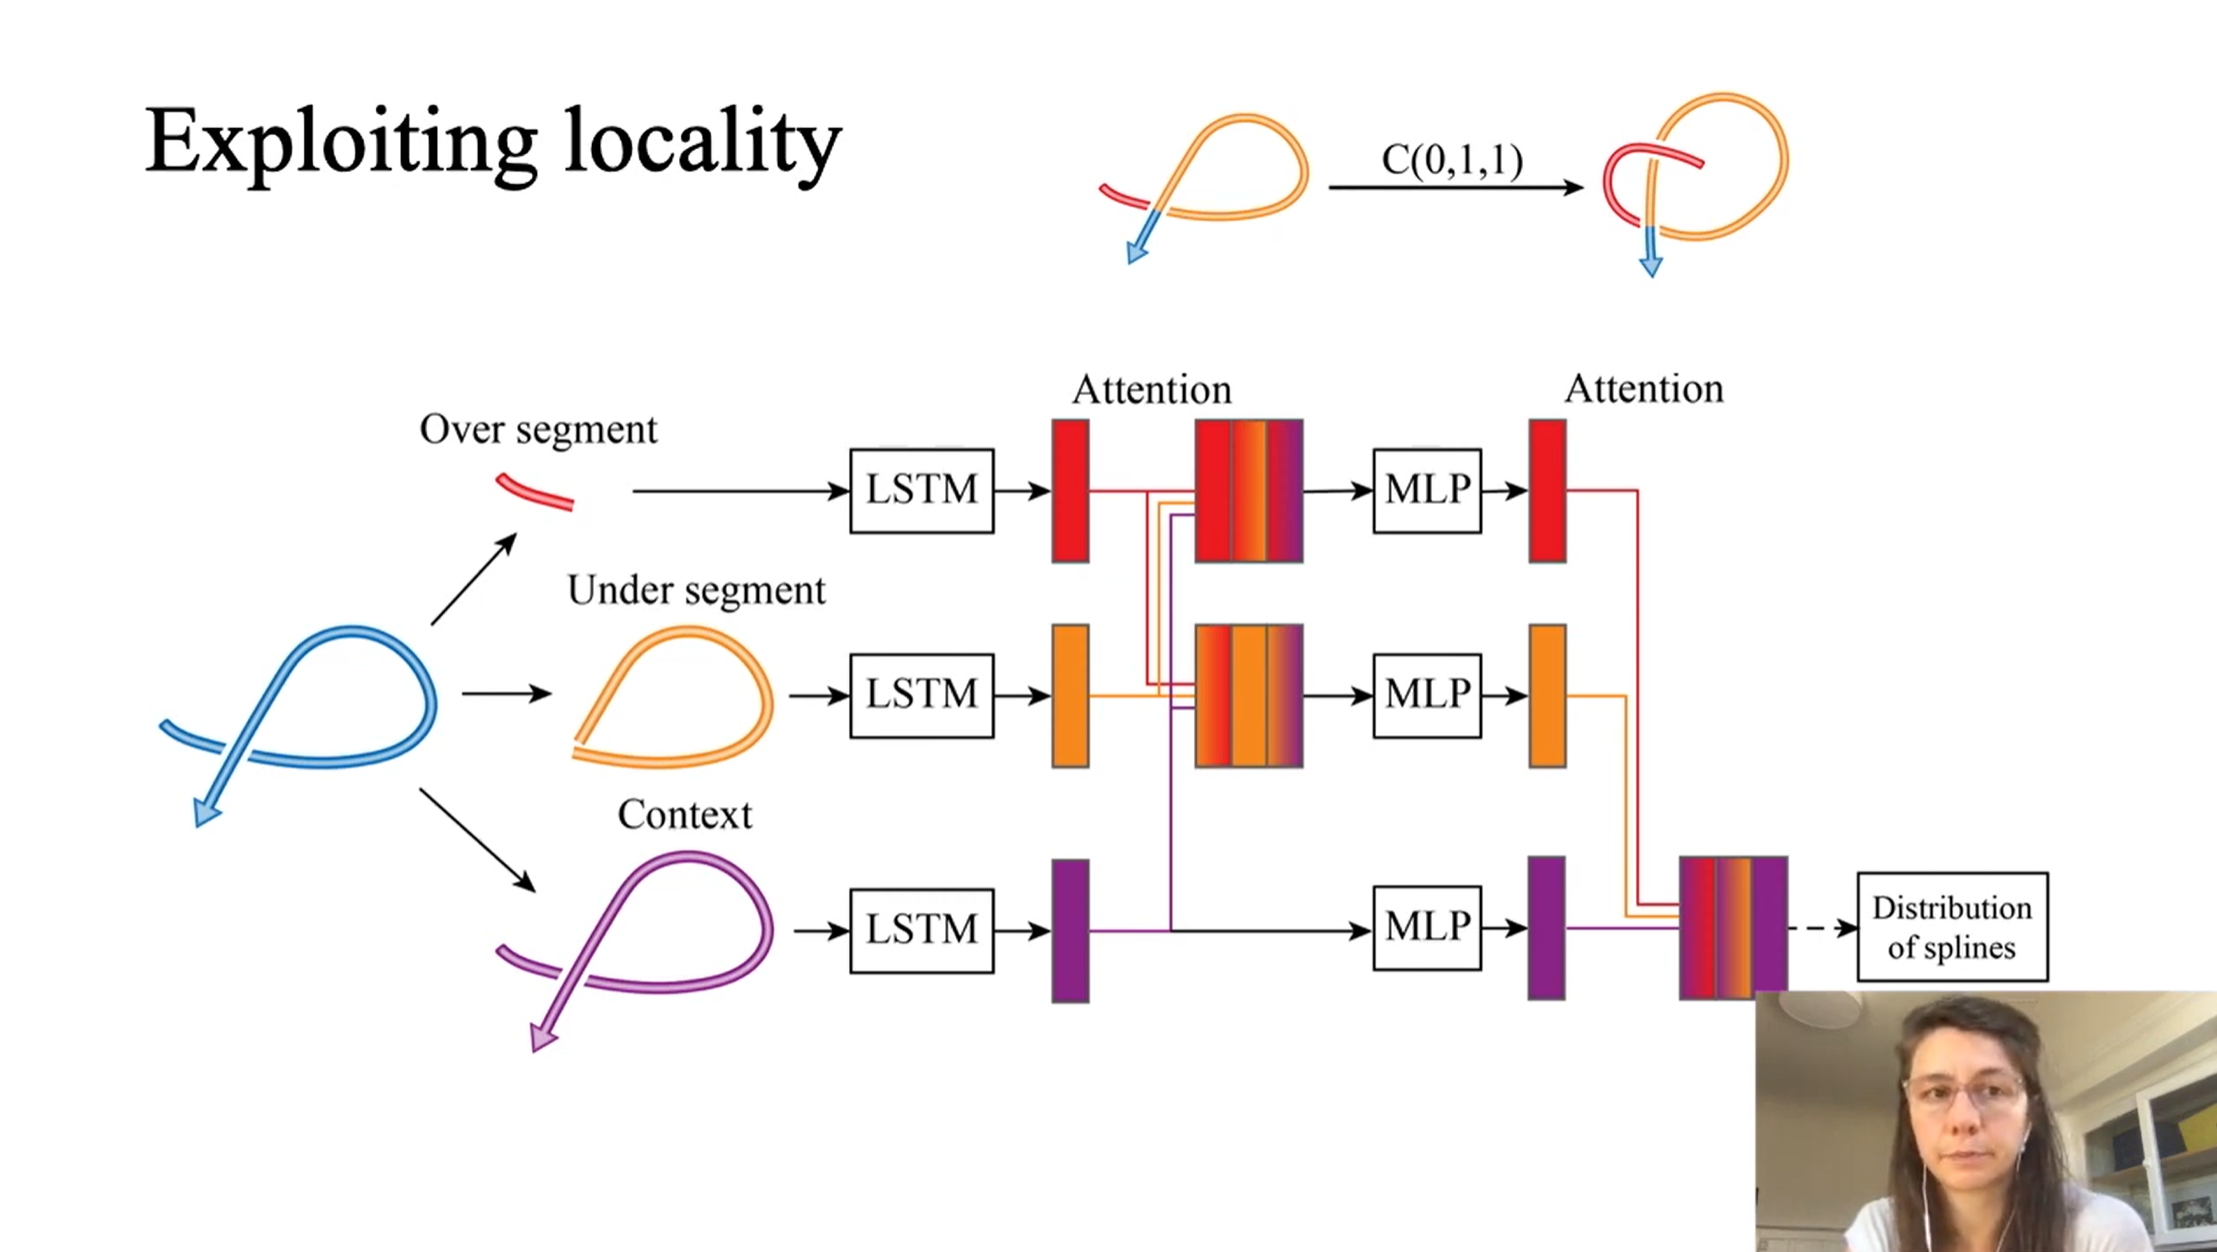 Exploiting locality
C(0,1,1)
Attention
Attention
Over segment
LSTM
MLP
Under segment
LSTM
MLP
Context
LSTM
MLP
Distribution
of splines